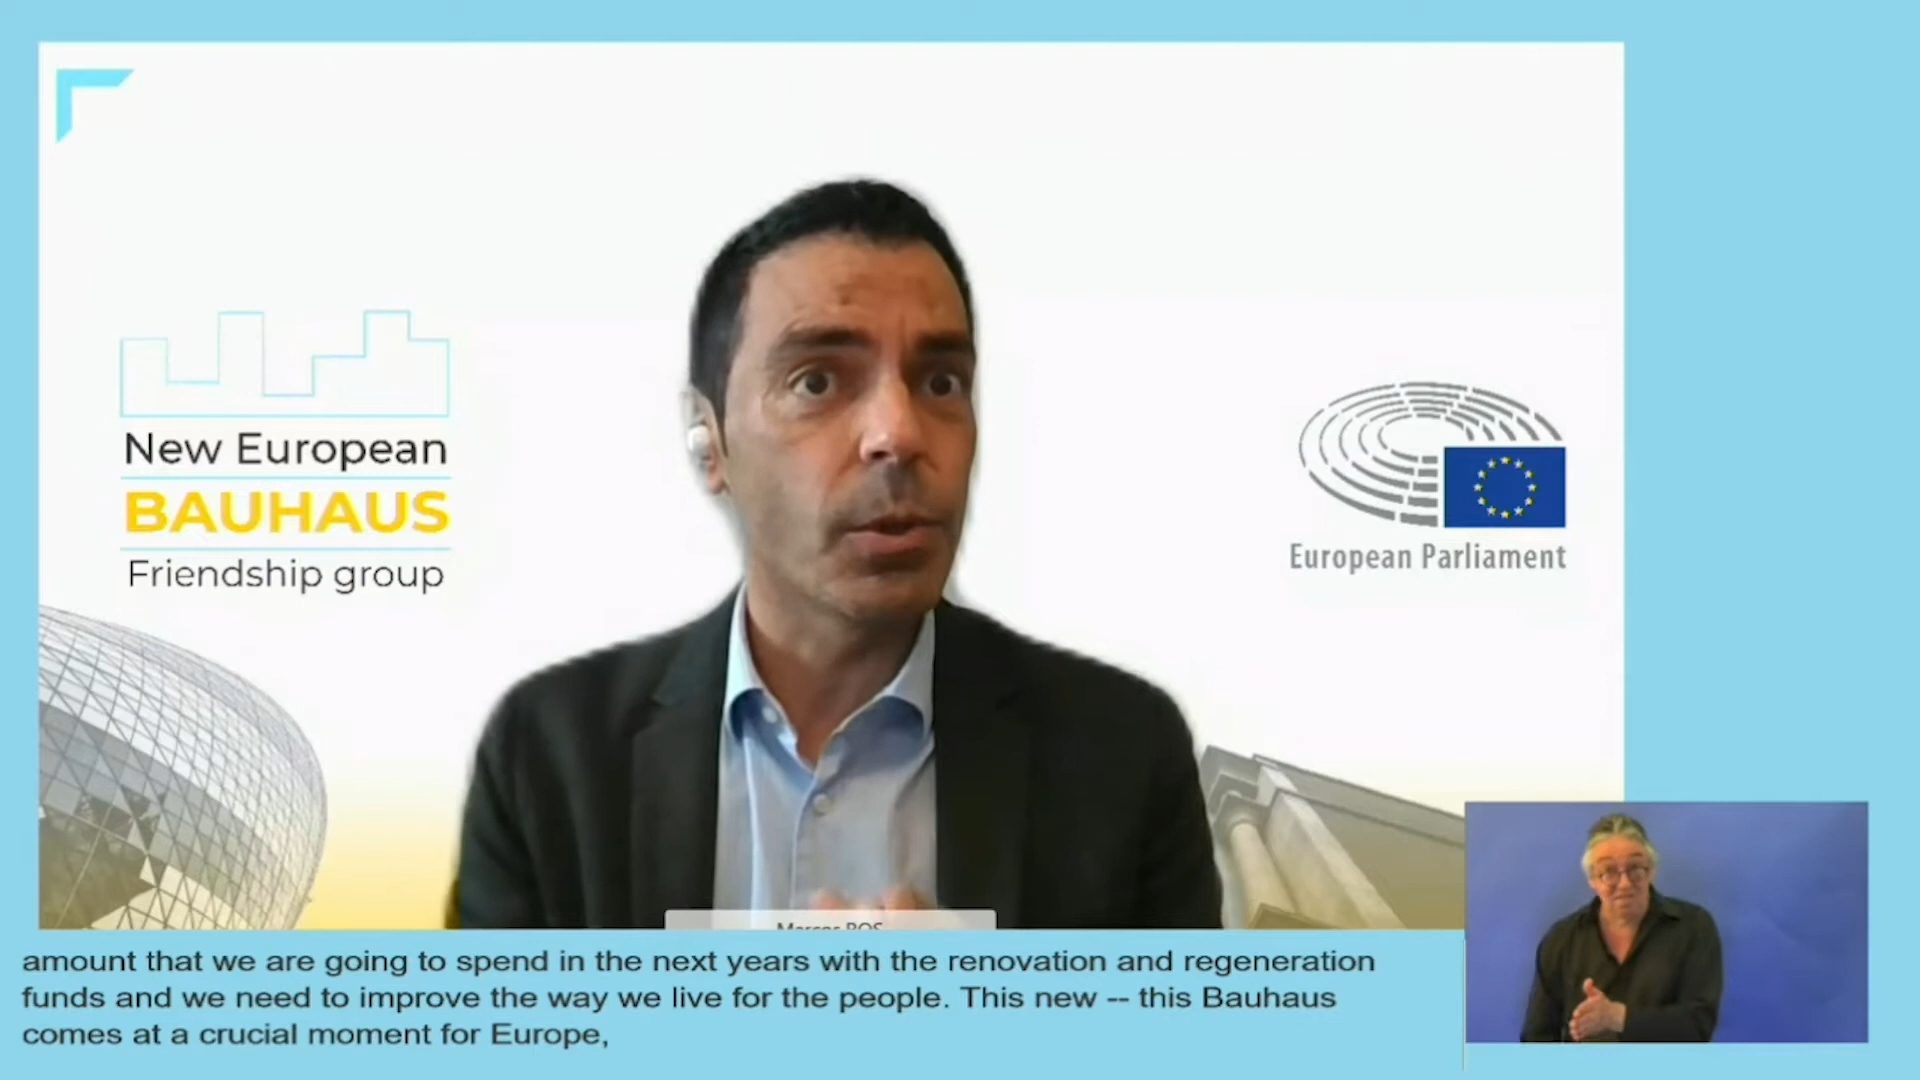 New European
BAUHAUS
Friendship group
European Parliament
Marcos ROS
amount that we are going to spend in the next years with the renovation and regeneration
funds and we need to improve the way we live for the people. This new -- this Bauhaus
comes at a crucial moment for Europe,